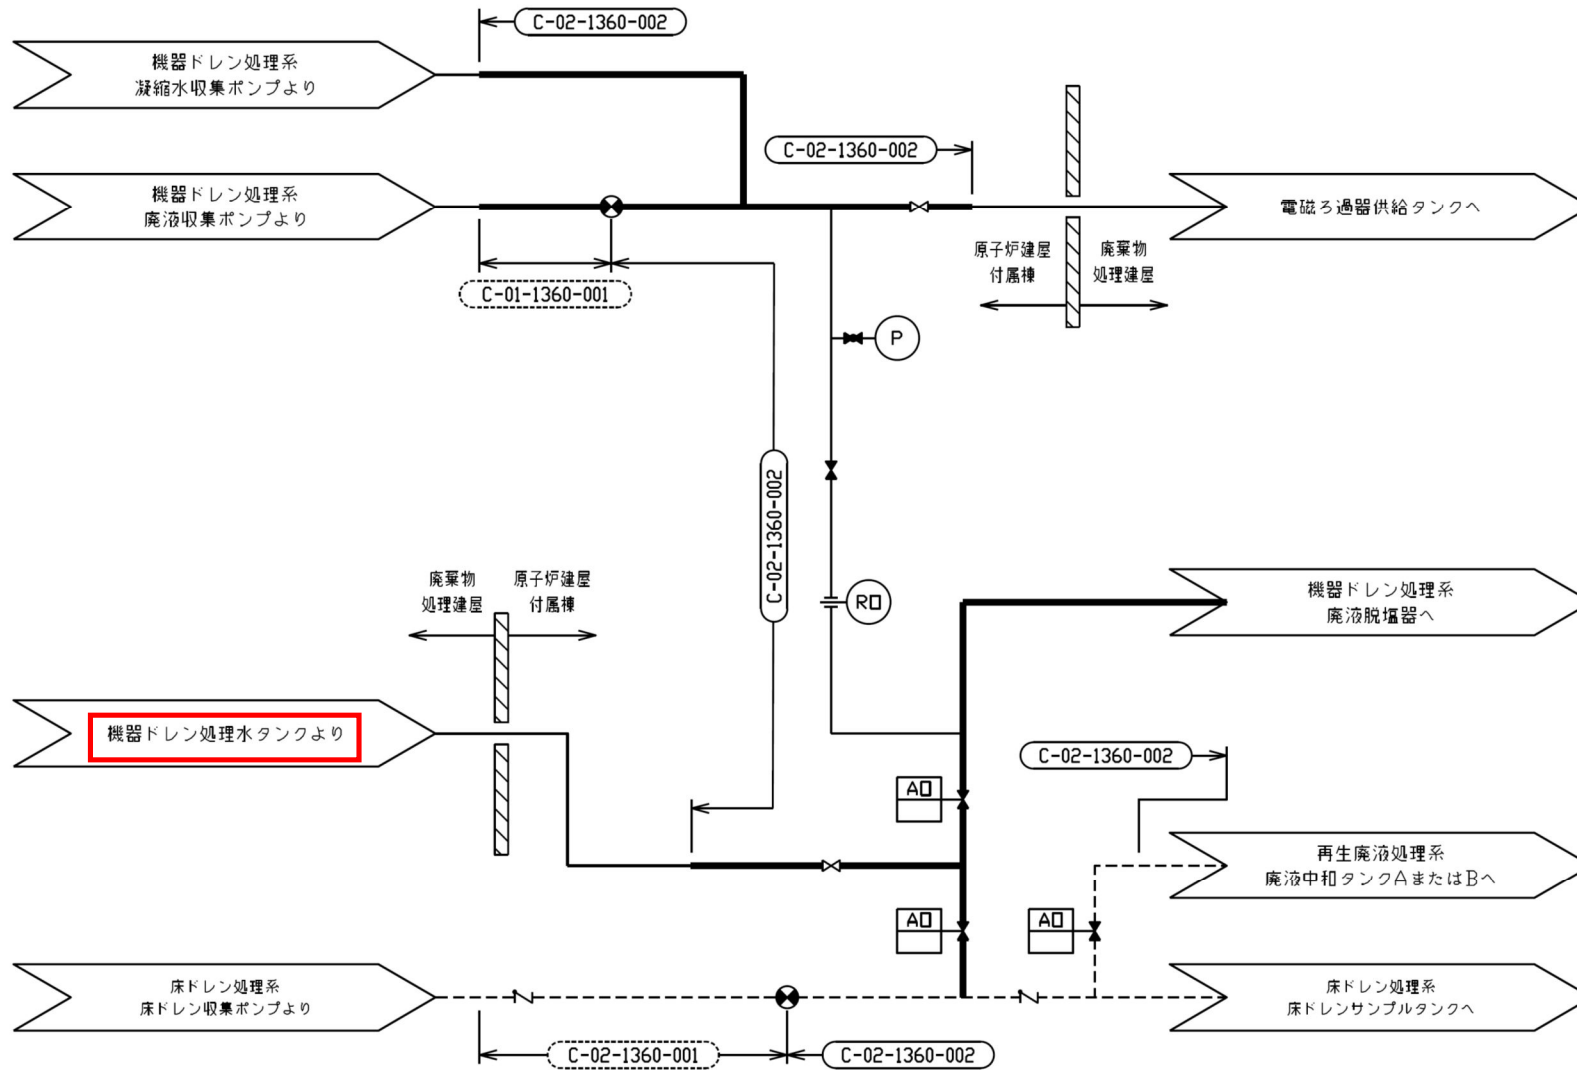 C-02-1360-002
機器ドレン処理系
凝縮水収集ポンプより
C-02-1360-002
機器ドレン処理系
廃液収集ポンプより
電磁ろ過器供給タンクへ
原子炉建屋
付属棟
廃棄物
処理建屋
C-01-1360-001
P
C-02-1360-002
廃棄物
処理建屋
原子炉建屋
付属棟
RO
機器ドレン処理系
廃液脱塩器へ
機器ドレン処理水タンクより
C-02-1360-002
AO
再生廃液処理系
廃液中和タンクAまたはBへ
AO
AO
床ドレン処理系
床ドレン収集ポンプより
床ドレン処理系
床ドレンサンプルタンクへ
C-02-1360-001
C-02-1360-002